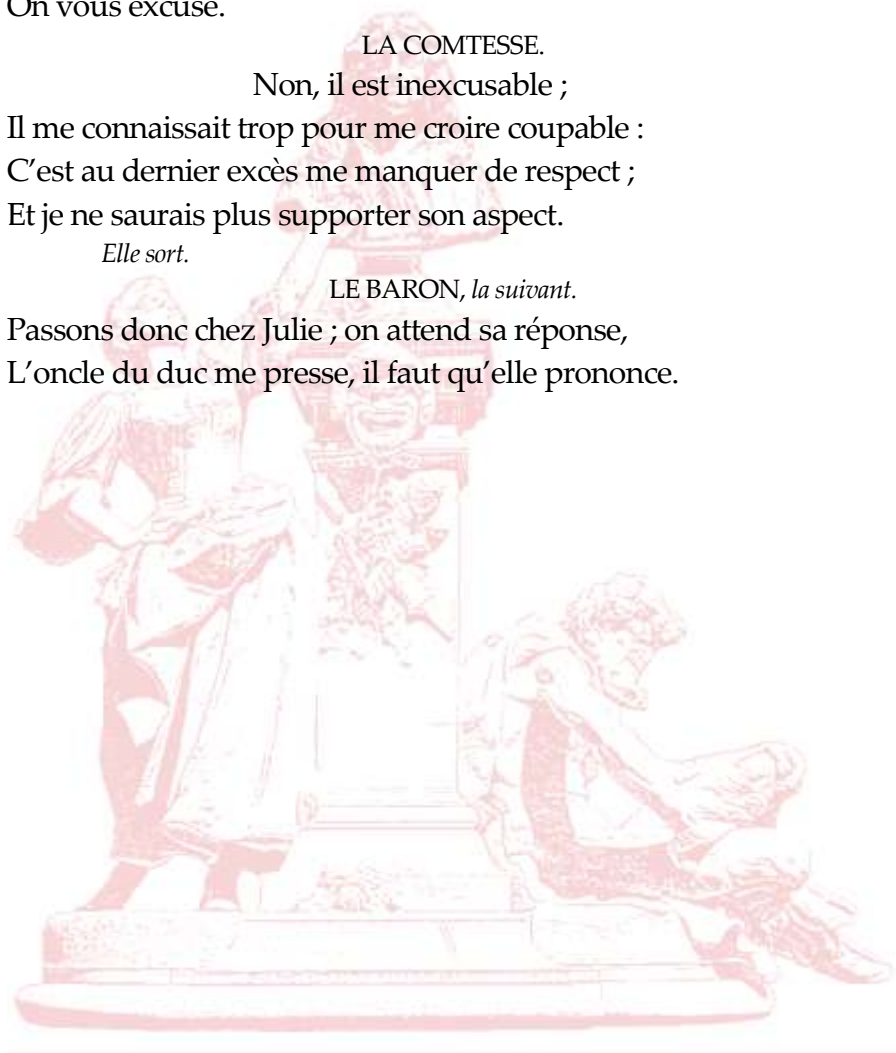 On vous excuse.
LA COMTESSE.
Non, il est inexcusable ;
Il me connaissait trop pour me croire coupable :
C’est au dernier excès me manquer de respect ;
Et je ne saurais plus supporter son aspect.
Elle sort.
LE BARON, la suivant.
Passons donc chez Julie ; on attend sa réponse,
L’oncle du duc me presse, il faut qu’elle prononce.